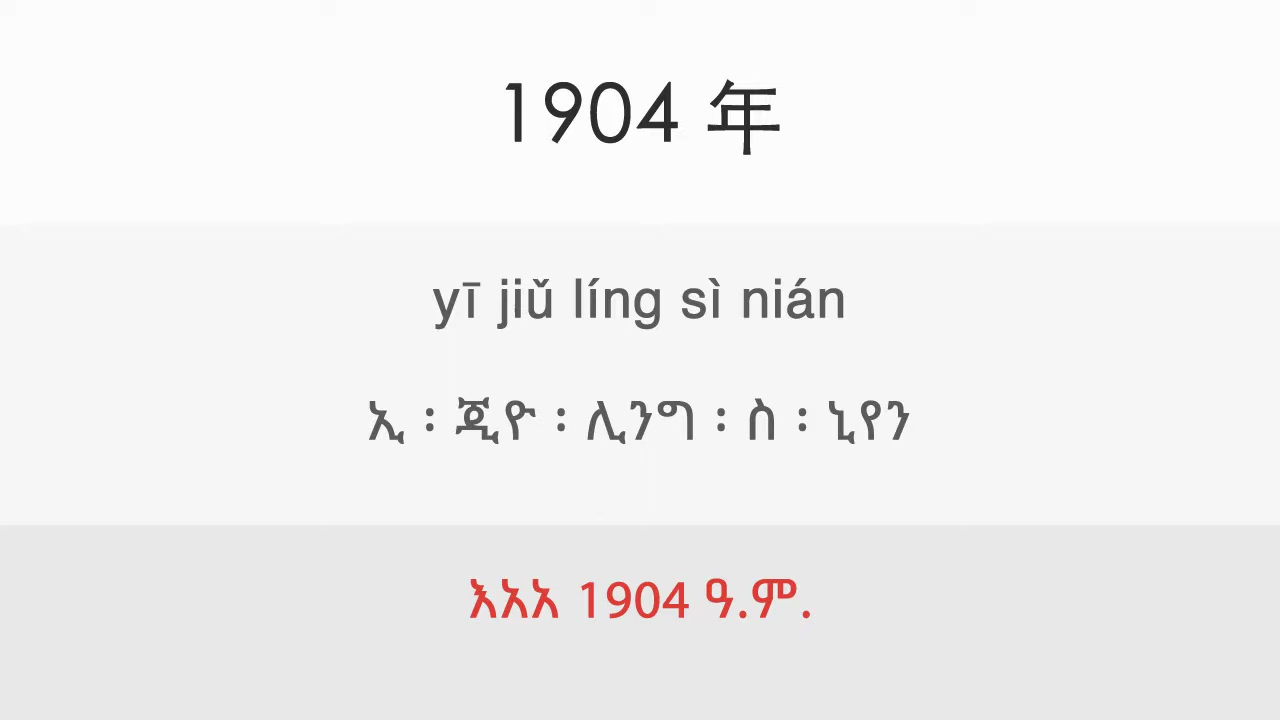 1904 年
yī jiǔ líng sì nián
ኢ ፡ ጂዮ ፡ ሊንግ ፡ ስ ፡ ኒየን
እአአ 1904 ዓ.ም.